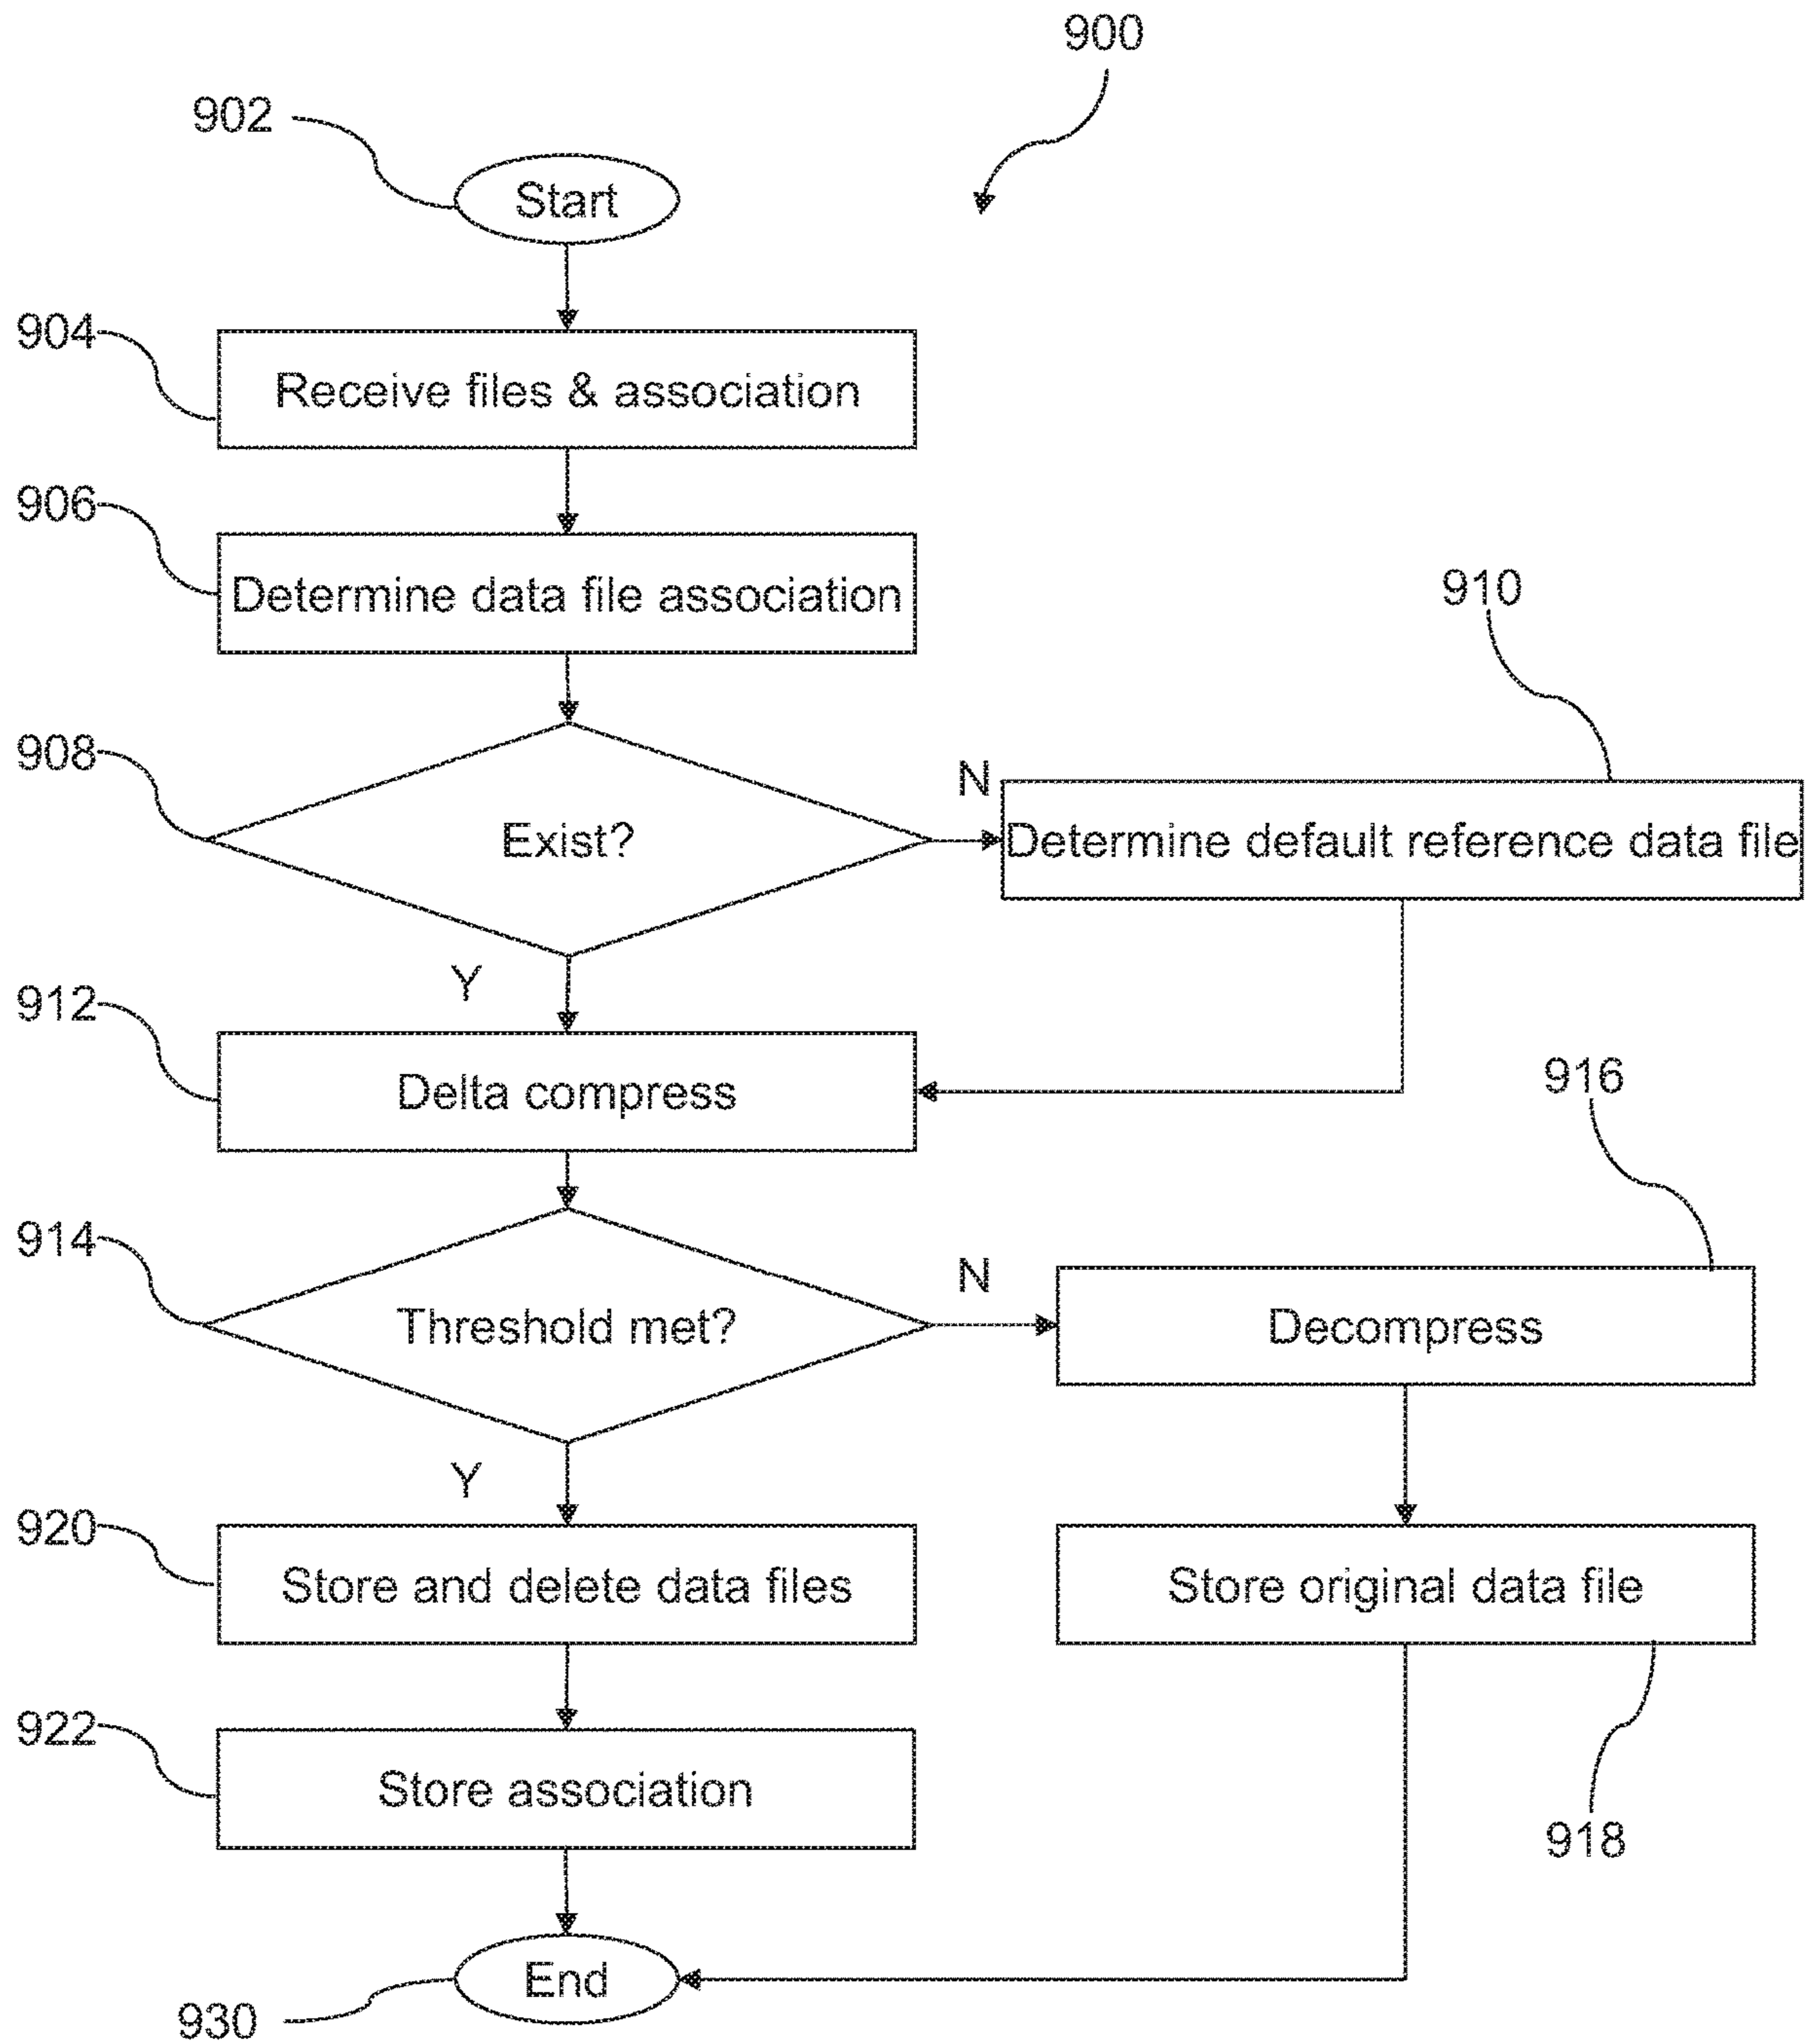 900
902
Start
904
Receive files & association
906
Determine data file association
910
908
Exist?
N
Determine default reference data file
Y
912
Delta compress
916
914
Threshold met?
N
Decompress
Y
920
Store and delete data files
Store original data file
922
Store association
918
End
930